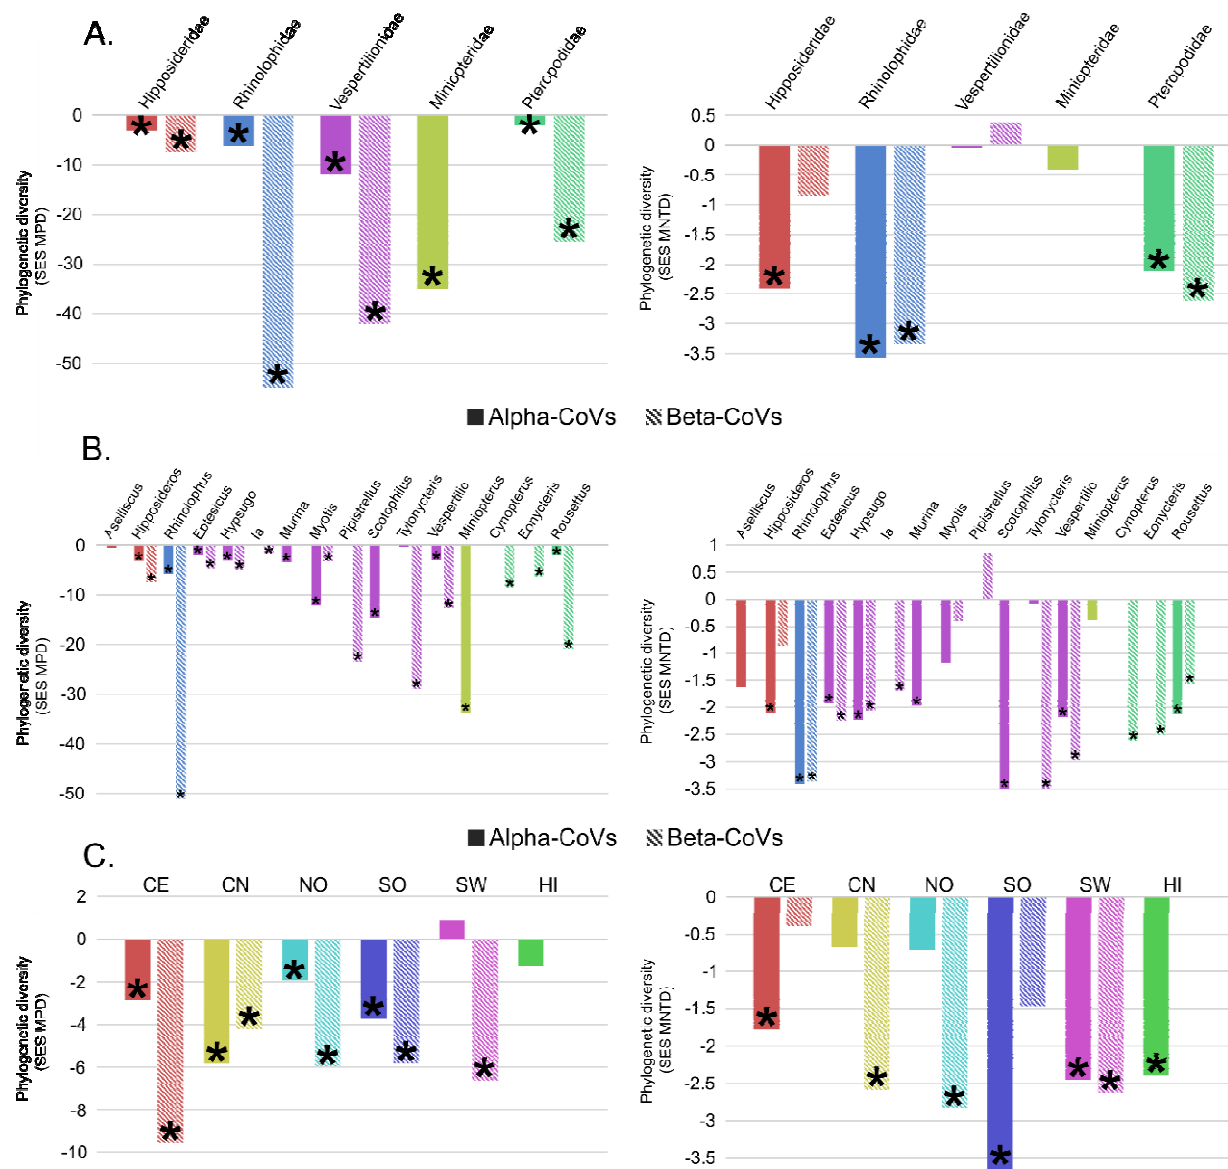 A.
Hipposideridae
Rhinolophidae
Vespertilionidae
Miniopteridae
Pteropodidae
0
-10
-20
-30
-40
-50
Phylogenetic diversity
(SES MPD)
Hipposideridae
Rhinolophidae
Vespertilionidae
Miniopteridae
Pteropodidae
0.5
0
-0.5
-1
-1.5
-2
-2.5
-3
-3.5
Phylogenetic diversity
(SES MNTD)
Alpha-CoVs Beta-CoVs
B.
Aselliscus
Hipposideros
Rhinolophus
Eptesicus
Hypsugo
Ia
Murina
Myotis
Pipistrellus
Scotophilus
Tylonycteris
Vespertilio
Miniopterus
Cynopterus
Eonycteris
Rousettus
0
-10
-20
-30
-40
-50
Phylogenetic diversity
(SES MPD)
Aselliscus
Hipposideros
Rhinolophus
Eptesicus
Hypsugo
Ia
Murina
Myotis
Pipistrellus
Scotophilus
Tylonycteris
Vespertilio
Miniopterus
Cynopterus
Eonycteris
Rousettus
1
0.5
0
-0.5
-1
-1.5
-2
-2.5
-3
-3.5
Phylogenetic diversity
(SES MNTD)
Alpha-CoVs Beta-CoVs
C.
CE CN NO SO SW HI
2
0
-2
-4
-6
-8
-10
Phylogenetic diversity
(SES MPD)
CE CN NO SO SW HI
0
-0.5
-1
-1.5
-2
-2.5
-3
-3.5
Phylogenetic diversity
(SES MNTD)